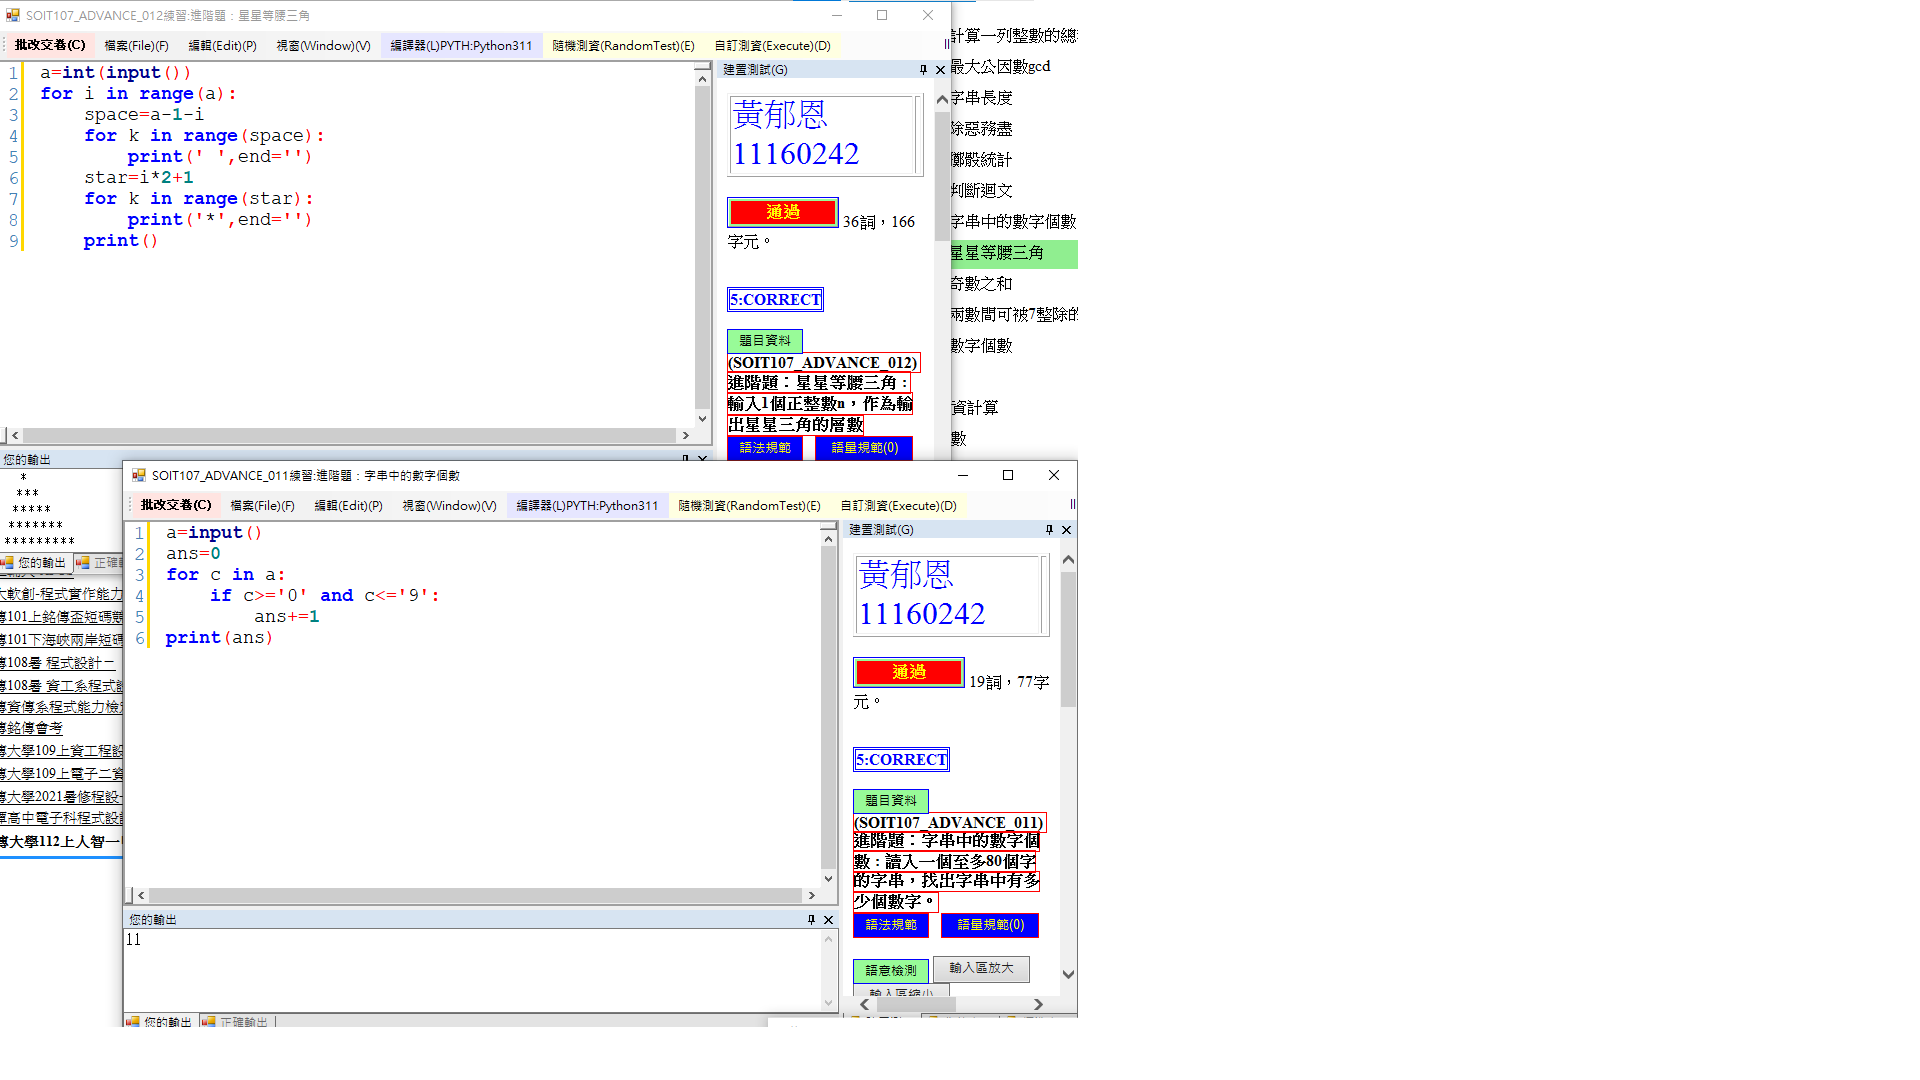 SOIT107_ADVANCE_012練習:進階題：星星等腰三角
批改交卷(C) 檔案(File)(F) 編輯(Edit)(P) 視窗(Window)(V) 編譯器(L)PYTH:Python311 隨機測資(RandomTest)(E) 自訂測資(Execute)(D)
1 a=int(input())
2 for i in range(a):
3     space=a-1-i
4     for k in range(space):
5         print(' ',end='')
6     star=i*2+1
7     for k in range(star):
8         print('*',end='')
9     print()
建置測試(G)
黃郁恩
11160242
通過 36詞，166
字元。
5:CORRECT
題目資料
(SOIT107_ADVANCE_012)
進階題：星星等腰三角：
輸入1個正整數n，作為輸
出星星三角的層數
語法規範 語量規範(0)
計算一列整數的總
最大公因數gcd
字串長度
除惡務盡
擲骰統計
判斷迴文
字串中的數字個數
星星等腰三角
奇數之和
兩數間可被7整除的
數字個數
資計算
數
您的輸出
    *
   ***
  *****
 *******
*********
您的輸出 正確
大軟創-程式實作能力
傳101上銘傳盃短碼競
傳101下海峽兩岸短碼
傳108暑 程式設計一
傳108暑 資工系程式設
傳資傳系程式能力檢
傳銘傳會考
傳大學109上資工程設
傳大學109上電子二資
傳大學2021暑修程設
高中電子科程式設計
傳大學112上人智一
SOIT107_ADVANCE_011練習:進階題：字串中的數字個數
批改交卷(C) 檔案(File)(F) 編輯(Edit)(P) 視窗(Window)(V) 編譯器(L)PYTH:Python311 隨機測資(RandomTest)(E) 自訂測資(Execute)(D)
1 a=input()
2 ans=0
3 for c in a:
4     if c>='0' and c<='9':
5         ans+=1
6 print(ans)
建置測試(G)
黃郁恩
11160242
通過 19詞，77字
元。
5:CORRECT
題目資料
(SOIT107_ADVANCE_011)
進階題：字串中的數字個
數：讀入一個至多80個字
的字串，找出字串中有多
少個數字。
語法規範 語量規範(0)
語意檢測 輸入區放大
輸入區縮小
您的輸出
11
您的輸出 正確輸出